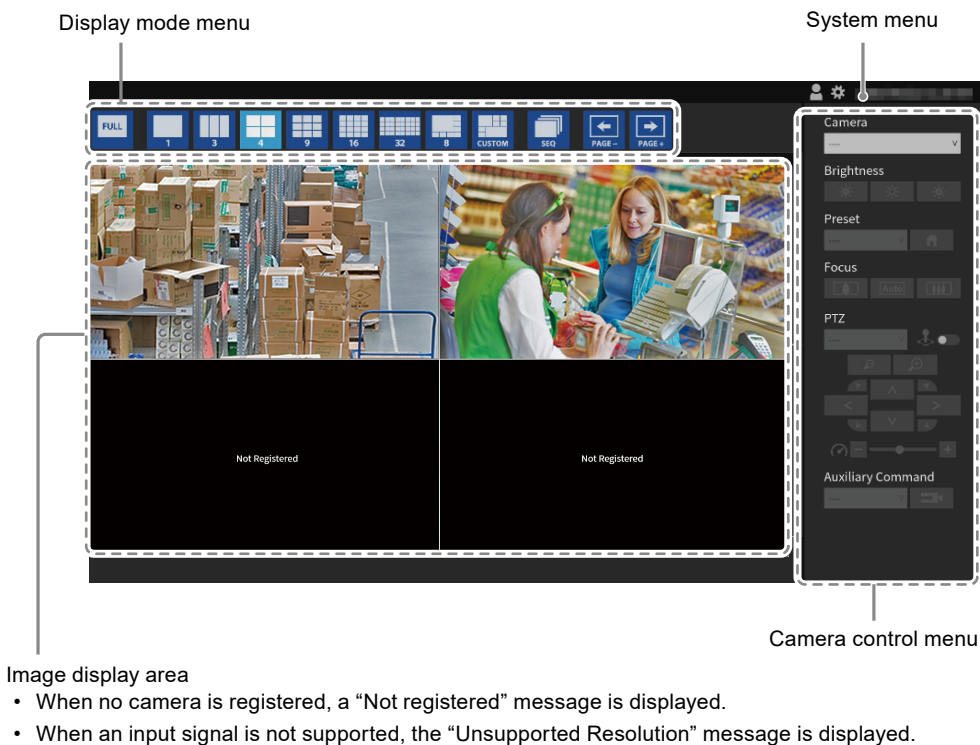 Display mode menu
System menu
FULL
1
3
4
9
16
32
8
CUSTOM
SEQ
PAGE−
PAGE+
Camera
----
Brightness
Preset
----
Focus
Auto
PTZ
----
Auxiliary Command
----
Not Registered
Not Registered
Camera control menu
Image display area
• When no camera is registered, a “Not registered” message is displayed.
• When an input signal is not supported, the “Unsupported Resolution” message is displayed.